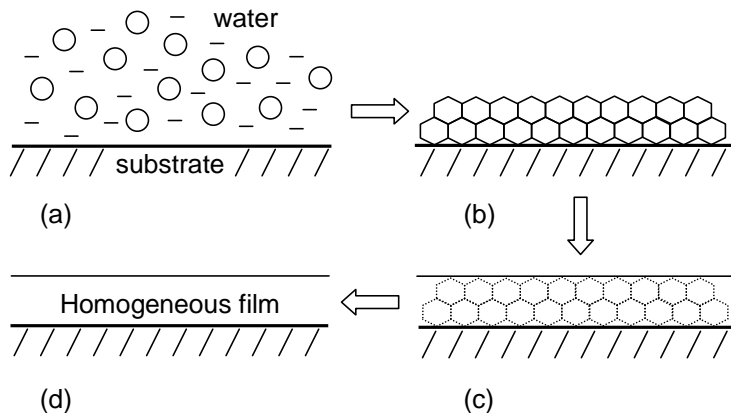 water
substrate
(a)
(b)
Homogeneous film
(d)
(c)